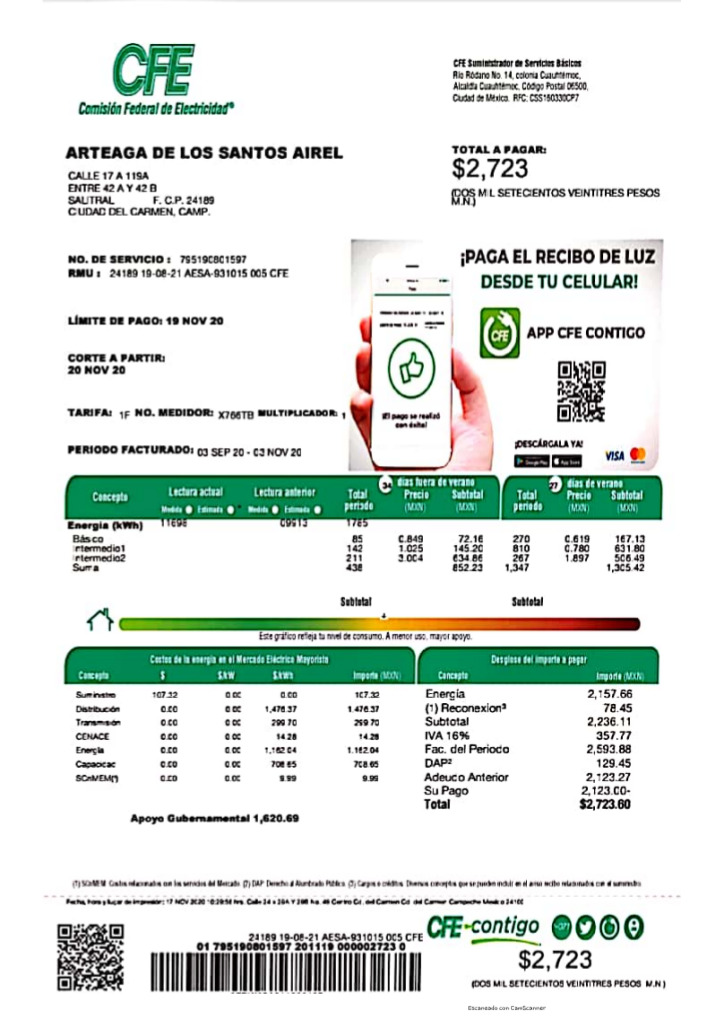 CFE
Comisión Federal de Electricidad®
CFE Suministrador de Servicios Básicos
Río Ródano No. 14, colonia Cuauhtémoc,
Alcaldía Cuauhtémoc, Código Postal 06500,
Ciudad de México. RFC: CSS160330CP7
ARTEAGA DE LOS SANTOS AIREL
CALLE 17 A 119A
ENTRE 42 A Y 42 B
SALITRAL F. C.P. 24189
CIUDAD DEL CARMEN, CAMP.
TOTAL A PAGAR:
$2,723
(DOS MIL SETECIENTOS VEINTITRES PESOS
M.N.)
NO. DE SERVICIO : 795190801597
RMU : 24189 19-08-21 AESA-931015 005 CFE
LÍMITE DE PAGO: 19 NOV 20
CORTE A PARTIR:
20 NOV 20
TARIFA: 1F NO. MEDIDOR: X766TB MULTIPLICADOR: 1
PERIODO FACTURADO: 03 SEP 20 - 03 NOV 20
¡PAGA EL RECIBO DE LUZ
DESDE TU CELULAR!
CFE
APP CFE CONTIGO
¡El pago se realizó
con éxito!
¡DESCÁRGALA YA!
Google Play
App Store
VISA
Concepto
Lectura actual
Medida Estimada
Lectura anterior
Medida Estimada
Total
periodo
34 días fuera de verano
Precio
(MXN)
Subtotal
(MXN)
27 días de verano
Total
periodo
Precio
(MXN)
Subtotal
(MXN)
Energía (kWh) 11698 09913 1785
Básico 85 0.849 72.16 270 0.619 167.13
Intermedio1 142 1.025 145.20 810 0.780 631.80
Intermedio2 211 3.004 634.86 267 1.897 506.49
Suma 438 852.23 1,347 1,305.42
Subtotal Subtotal
Este gráfico refleja tu nivel de consumo. A menor uso, mayor apoyo.
Costos de la energía en el Mercado Eléctrico Mayorista
Concepto $ $/kW $/kWh Importe (MXN)
Suministro 107.32 0.00 0.00 107.32
Distribución 0.00 0.00 1,476.37 1.476.37
Transmisión 0.00 0.00 299.70 299.70
CENACE 0.00 0.00 14.28 14.28
Energía 0.00 0.00 1,162.04 1.162.04
Capacidad 0.00 0.00 708.65 708.65
SCnMEM(¹) 0.00 0.00 9.99 9.99
Apoyo Gubernamental 1,620.69
Desglose del importe a pagar
Concepto Importe (MXN)
Energía 2,157.66
(1) Reconexion³ 78.45
Subtotal 2,236.11
IVA 16% 357.77
Fac. del Periodo 2,593.88
DAP² 129.45
Adeuco Anterior 2,123.27
Su Pago 2,123.00-
Total $2,723.60
(1) SCnMEM: Costos relacionados con los servicios del Mercado. (2) DAP: Derecho al Alumbrado Público. (3) Cargos o créditos. Diversos conceptos que se pueden incluir en el aviso recibo relacionados con el suministro
Fecha, hora y lugar de impresión: 17 NOV 2020 10:29:56 hrs. Calle 24 x 26A Y 26B No. 46 Centro Cd. del Carmen Cd. del Carmen Campeche Mexico 24100
24189 19-08-21 AESA-931015 005 CFE
01 795190801597 201119 000002723 0
CFE-contigo
071
$2,723
(DOS MIL SETECIENTOS VEINTITRES PESOS M.N.)
Escaneado con CamScanner